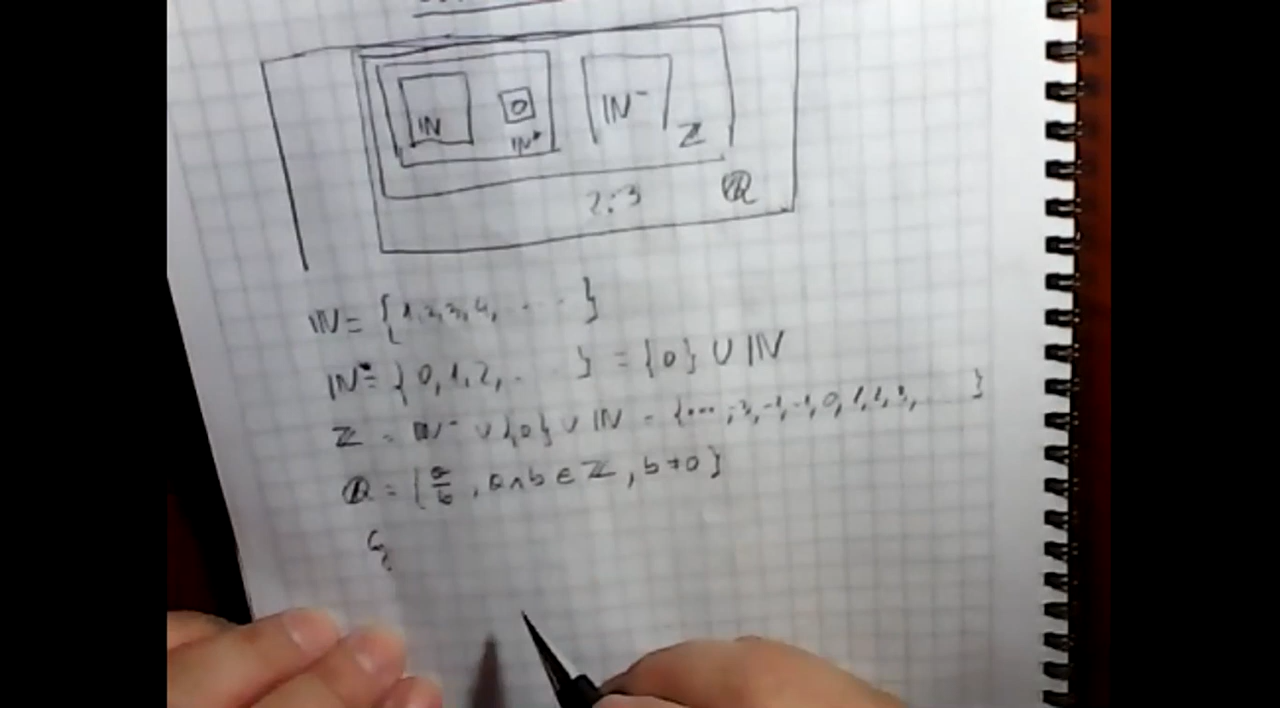 IN
0
IN*
IN⁻
Z
2:3
Q
IN = {1,2,3,4, ...}
IN* = {0,1,2, ...} = {0} ∪ IN
Z = IN⁻ ∪ {0} ∪ IN = {..., -3,-2,-1,0,1,2,3, ...}
Q = {a/b , a ∧ b ∈ Z , b ≠ 0}